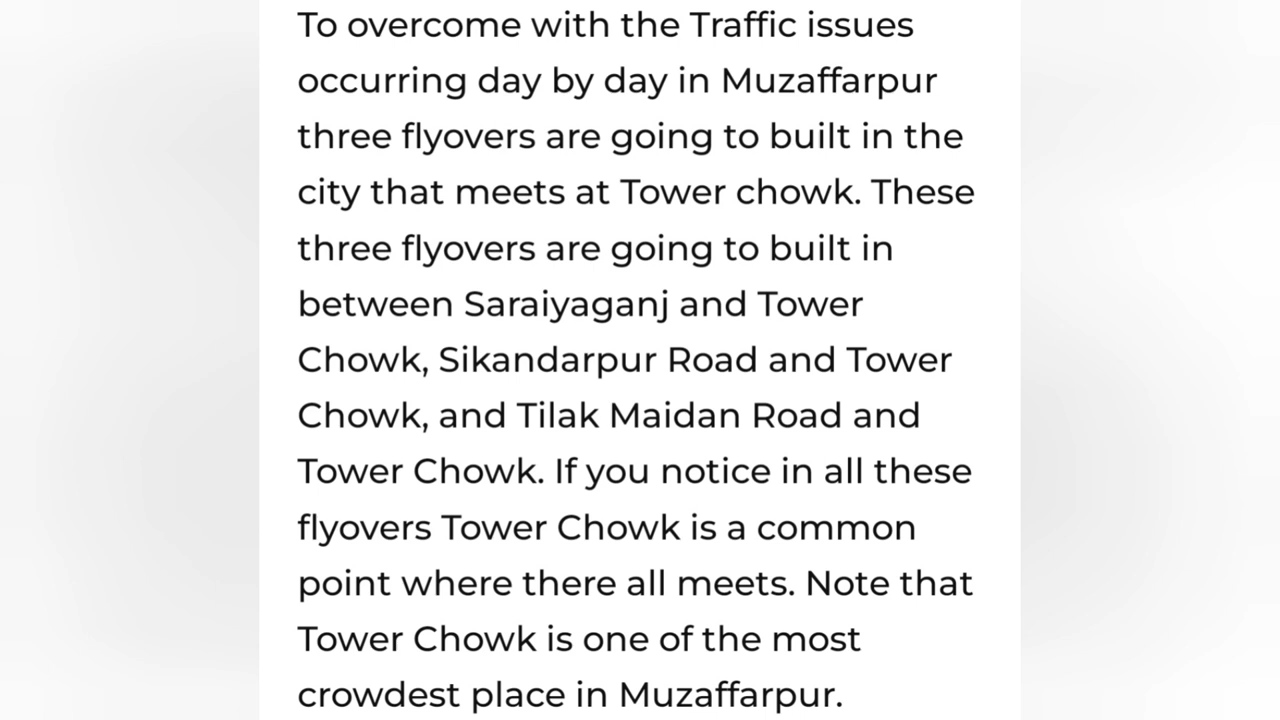 To overcome with the Traffic issues
occurring day by day in Muzaffarpur
three flyovers are going to built in the
city that meets at Tower chowk. These
three flyovers are going to built in
between Saraiyaganj and Tower
Chowk, Sikandarpur Road and Tower
Chowk, and Tilak Maidan Road and
Tower Chowk. If you notice in all these
flyovers Tower Chowk is a common
point where there all meets. Note that
Tower Chowk is one of the most
crowdest place in Muzaffarpur.